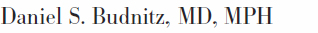 Daniel S. Budnitz, MD, MPH